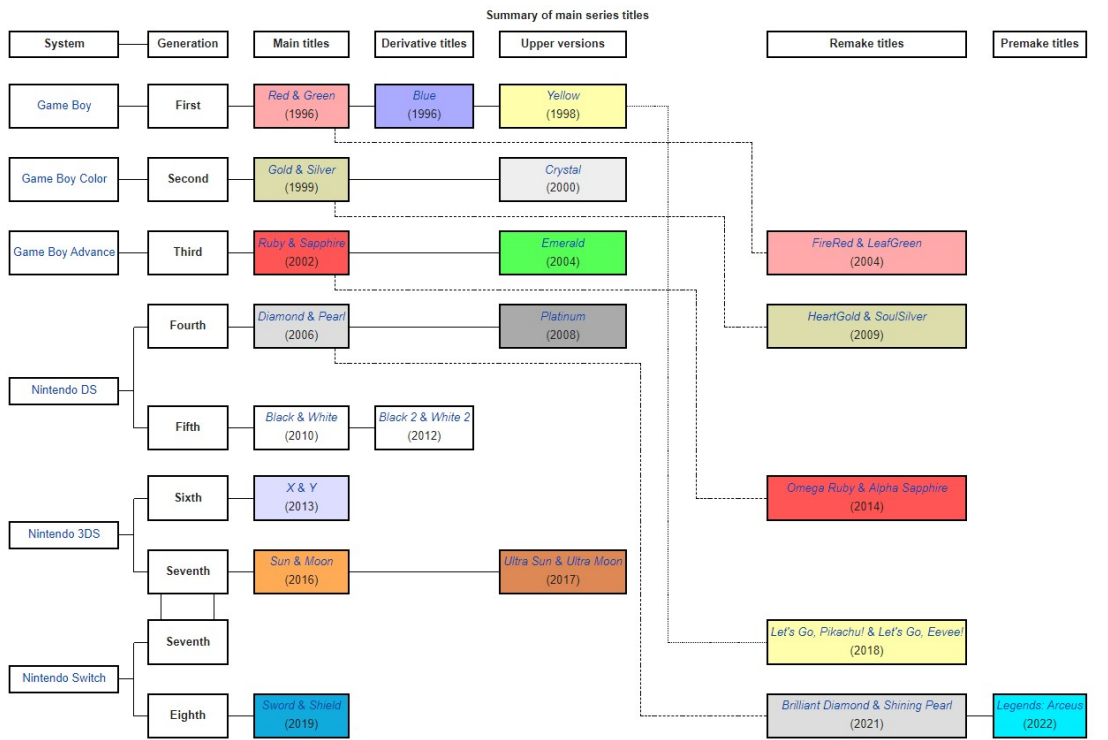 Summary of main series titles
System
Generation
Main titles
Derivative titles
Upper versions
Remake titles
Premake titles
Game Boy
First
Red & Green
(1996)
Blue
(1996)
Yellow
(1998)
Game Boy Color
Second
Gold & Silver
(1999)
Crystal
(2000)
Game Boy Advance
Third
Ruby & Sapphire
(2002)
Emerald
(2004)
FireRed & LeafGreen
(2004)
Fourth
Diamond & Pearl
(2006)
Platinum
(2008)
HeartGold & SoulSilver
(2009)
Nintendo DS
Fifth
Black & White
(2010)
Black 2 & White 2
(2012)
Sixth
X & Y
(2013)
Omega Ruby & Alpha Sapphire
(2014)
Nintendo 3DS
Seventh
Sun & Moon
(2016)
Ultra Sun & Ultra Moon
(2017)
Seventh
Let's Go, Pikachu! & Let's Go, Eevee!
(2018)
Nintendo Switch
Eighth
Sword & Shield
(2019)
Brilliant Diamond & Shining Pearl
(2021)
Legends: Arceus
(2022)